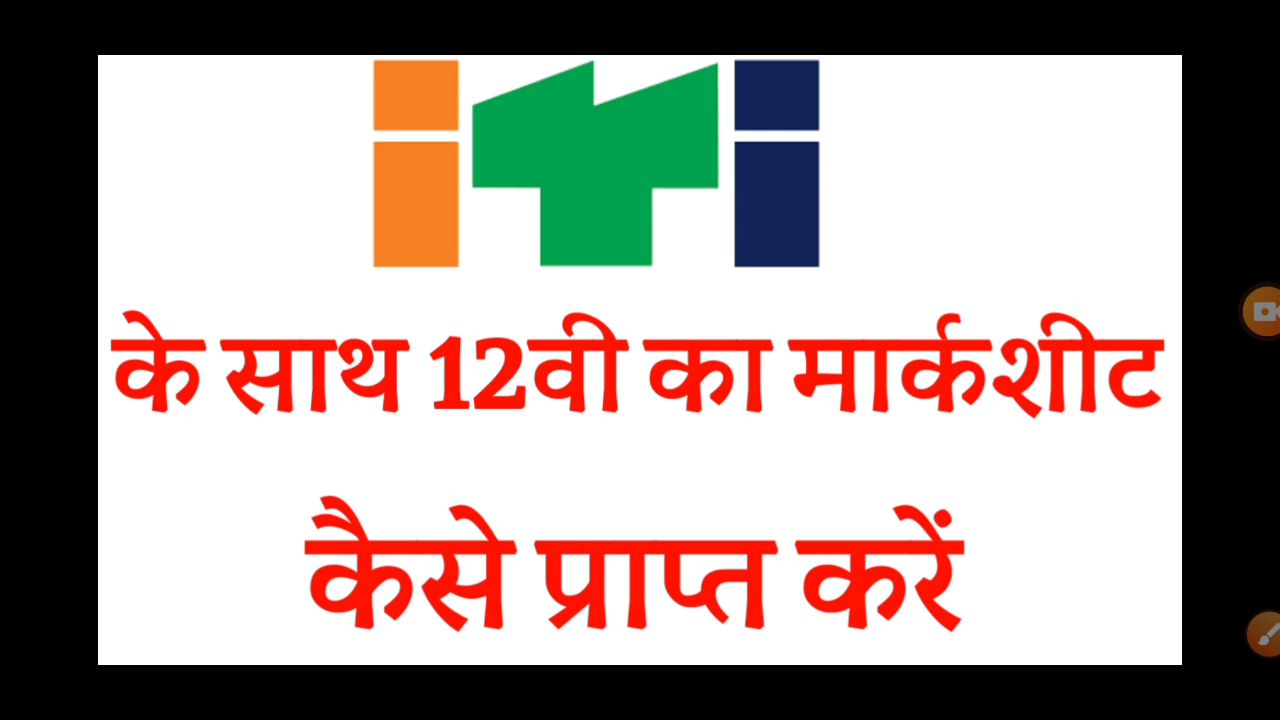 iTi
के साथ 12वी का मार्कशीट
कैसे प्राप्त करें